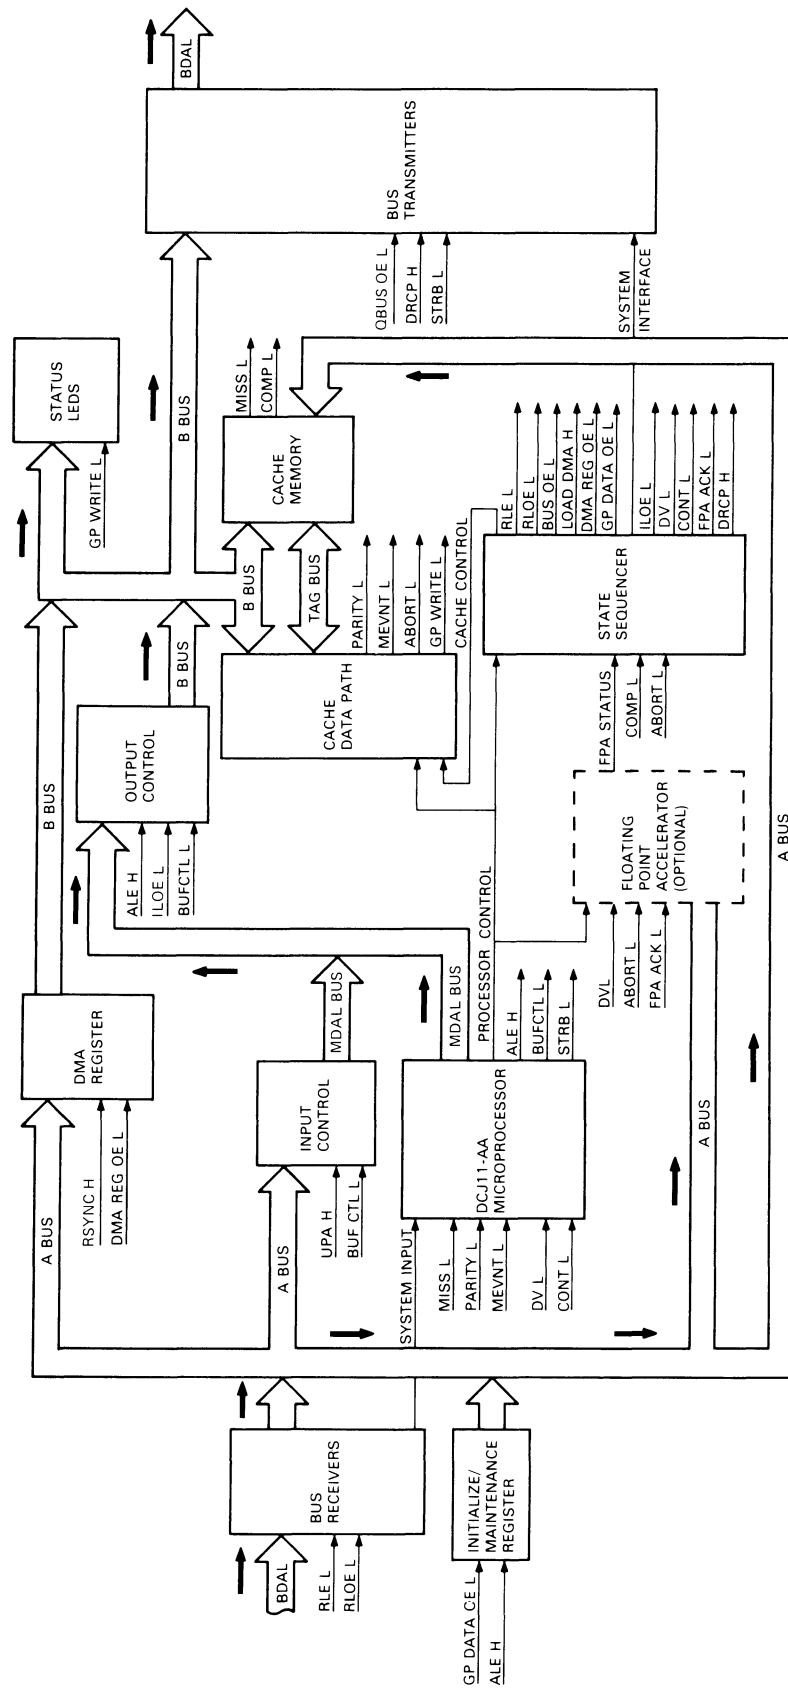 BDAL
BUS
TRANSMITTERS
QBUS OE L
DRCP H
STRB L
SYSTEM
INTERFACE
STATUS
LEDS
GP WRITE L
B BUS
MISS L
COMP L
CACHE
MEMORY
RLE L
RLOE L
BUS OE L
LOAD DMA H
DMA REG OE L
GP DATA OE L
ILOE L
DV L
CONT L
FPA ACK L
DRCP H
B BUS
TAG BUS
PARITY L
MEVNT L
ABORT L
GP WRITE L
CACHE CONTROL
STATE
SEQUENCER
B BUS
CACHE
DATA PATH
FPA STATUS
COMP L
ABORT L
B BUS
OUTPUT
CONTROL
ALE H
ILOE L
BUFCTL L
FLOATING
POINT
ACCELERATOR
(OPTIONAL)
A BUS
DVL
ABORT L
FPA ACK L
DMA
REGISTER
RSYNCH H
DMA REG OE L
MDAL BUS
MDAL BUS
PROCESSOR CONTROL
ALE H
BUFCTL L
STRB L
INPUT
CONTROL
UPA H
BUF CTL L
DCJ11-AA
MICROPROCESSOR
A BUS
A BUS
A BUS
SYSTEM INPUT
MISS L
PARITY L
MEVNT L
DV L
CONT L
BUS
RECEIVERS
BDAL
RLE L
RLOE L
INITIALIZE/
MAINTENANCE
REGISTER
GP DATA CE L
ALE H